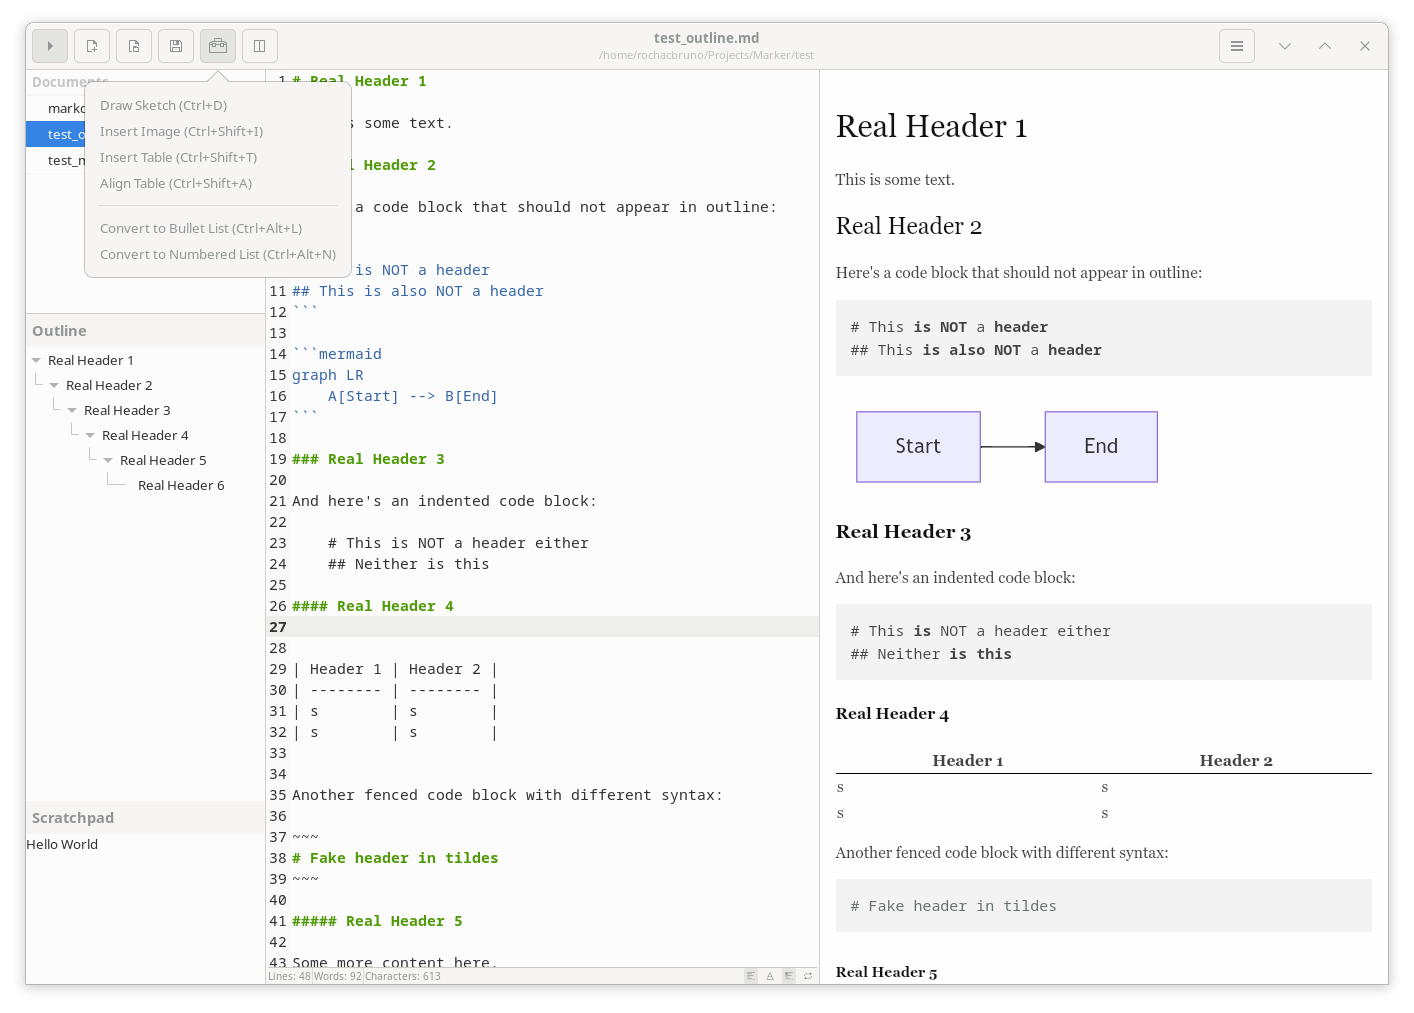 test_outline.md
/home/rochacbruno/Projects/Marker/test
Documents
Draw Sketch (Ctrl+D)
Insert Image (Ctrl+Shift+I)
Insert Table (Ctrl+Shift+T)
Align Table (Ctrl+Shift+A)
Convert to Bullet List (Ctrl+Alt+L)
Convert to Numbered List (Ctrl+Alt+N)
Outline
Real Header 1
Real Header 2
Real Header 3
Real Header 4
Real Header 5
Real Header 6
Scratchpad
Hello World
1 # Real Header 1
s some text.
Header 2
a code block that should not appear in outline:
is NOT a header
11 ## This is also NOT a header
12 ```
13
14 ```mermaid
15 graph LR
16 A[Start] --> B[End]
17 ```
18
19 ### Real Header 3
20
21 And here's an indented code block:
22
23 # This is NOT a header either
24 ## Neither is this
25
26 #### Real Header 4
27
28
29 | Header 1 | Header 2 |
30 | -------- | -------- |
31 | s | s |
32 | s | s |
33
34
35 Another fenced code block with different syntax:
36
37 ~~~
38 # Fake header in tildes
39 ~~~
40
41 ##### Real Header 5
42
43 Some more content here.
Lines: 48 Words: 92 Characters: 613
Real Header 1
This is some text.
Real Header 2
Here's a code block that should not appear in outline:
# This is NOT a header
## This is also NOT a header
Start End
Real Header 3
And here's an indented code block:
# This is NOT a header either
## Neither is this
Real Header 4
Header 1 Header 2
s s
s s
Another fenced code block with different syntax:
# Fake header in tildes
Real Header 5